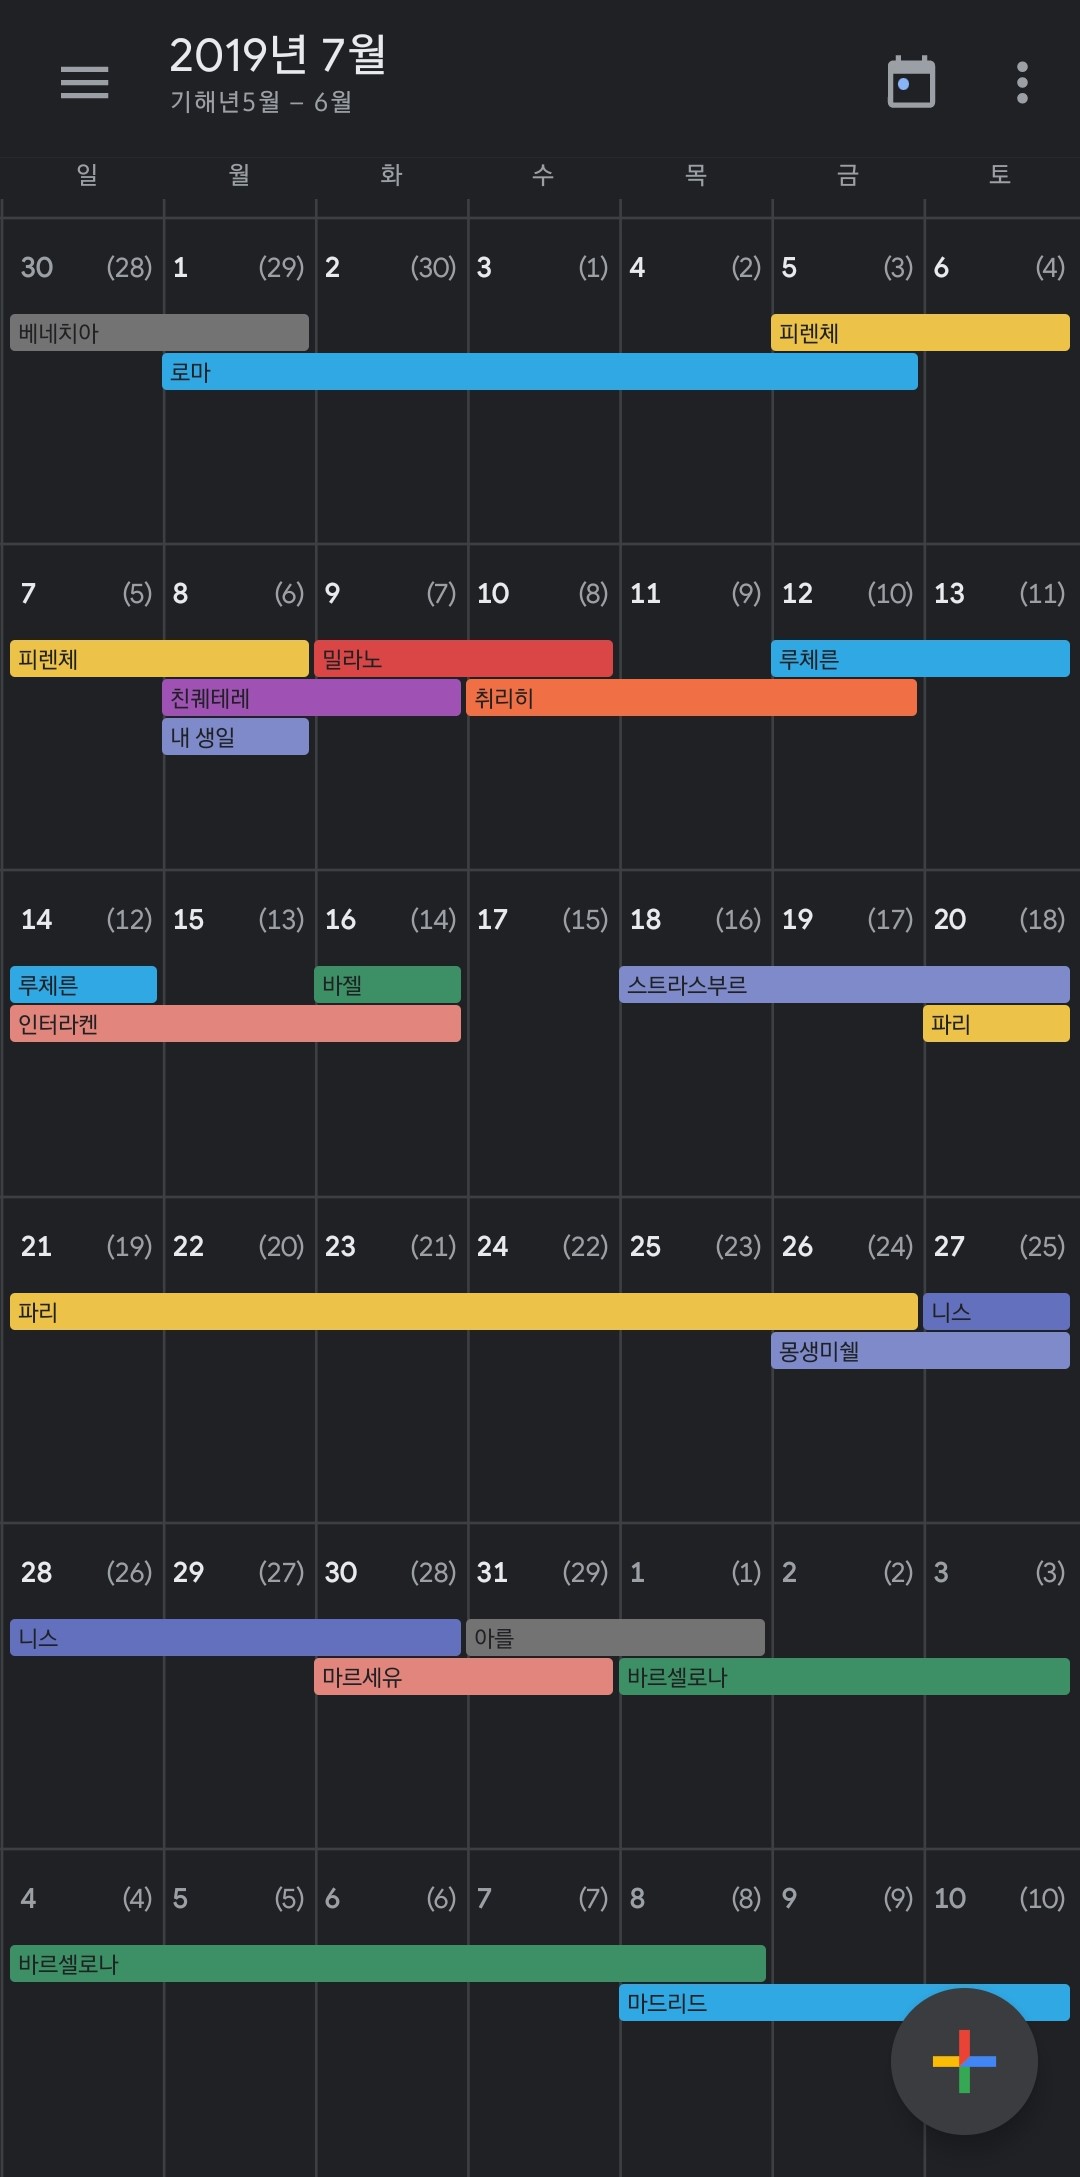 2019년 7월
기해년5월 – 6월
일 월 화 수 목 금 토
30 (28) 1 (29) 2 (30) 3 (1) 4 (2) 5 (3) 6 (4)
베네치아 피렌체
로마
7 (5) 8 (6) 9 (7) 10 (8) 11 (9) 12 (10) 13 (11)
피렌체 밀라노 루체른
친퀘테레 취리히
내 생일
14 (12) 15 (13) 16 (14) 17 (15) 18 (16) 19 (17) 20 (18)
루체른 바젤 스트라스부르
인터라켄 파리
21 (19) 22 (20) 23 (21) 24 (22) 25 (23) 26 (24) 27 (25)
파리 니스
몽생미쉘
28 (26) 29 (27) 30 (28) 31 (29) 1 (1) 2 (2) 3 (3)
니스 아를
마르세유 바르셀로나
4 (4) 5 (5) 6 (6) 7 (7) 8 (8) 9 (9) 10 (10)
바르셀로나
마드리드